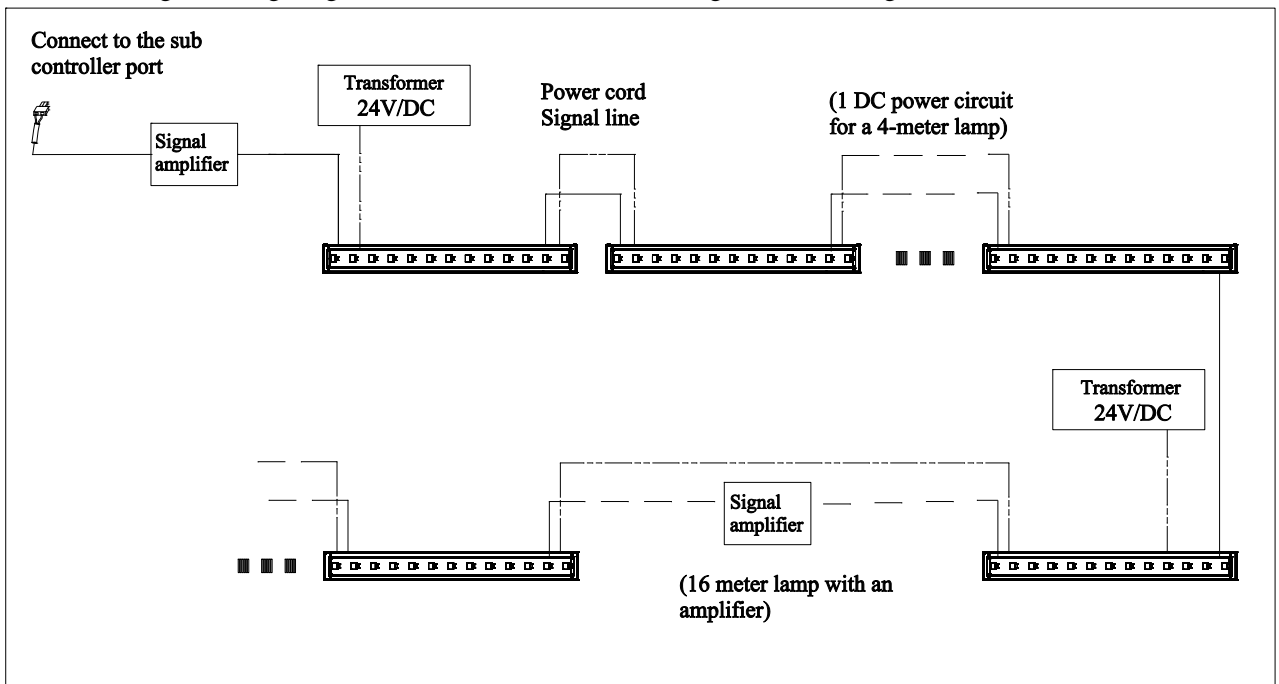 Connect to the sub
controller port
Transformer
24V/DC
Signal
amplifier
Power cord
Signal line
(1 DC power circuit
for a 4-meter lamp)
Transformer
24V/DC
Signal
amplifier
(16 meter lamp with an
amplifier)